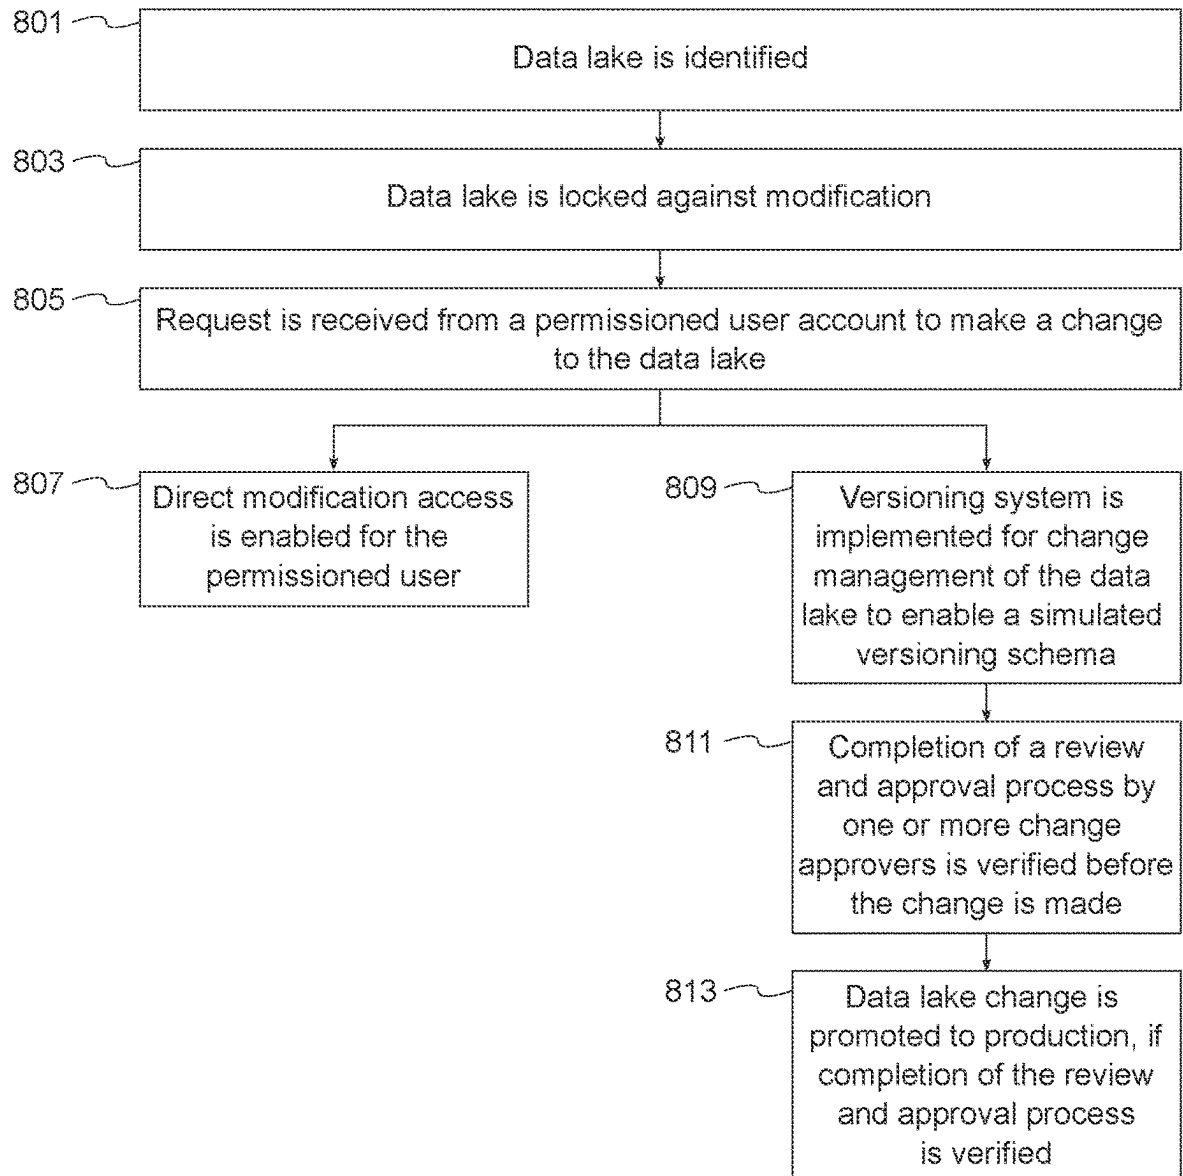 801
Data lake is identified
803
Data lake is locked against modification
805
Request is received from a permissioned user account to make a change
to the data lake
807
Direct modification access
is enabled for the
permissioned user
809
Versioning system is
implemented for change
management of the data
lake to enable a simulated
versioning schema
811
Completion of a review
and approval process by
one or more change
approvers is verified before
the change is made
813
Data lake change is
promoted to production, if
completion of the review
and approval process
is verified